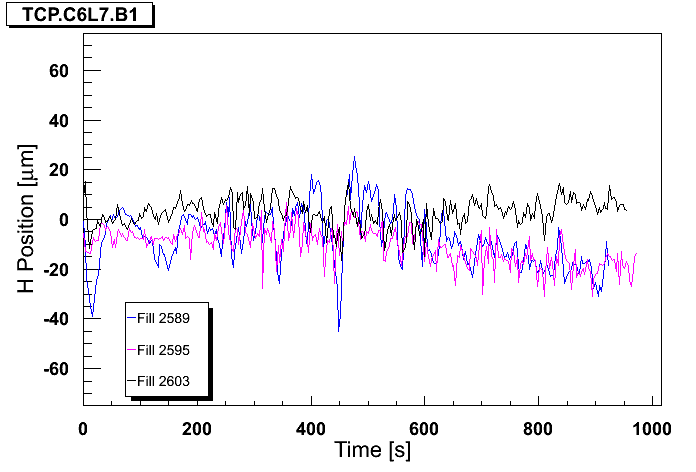 TCP.C6L7.B1
H Position [μm]
60
40
20
0
-20
-40
-60
Fill 2589
Fill 2595
Fill 2603
0 200 400 600 800 1000
Time [s]